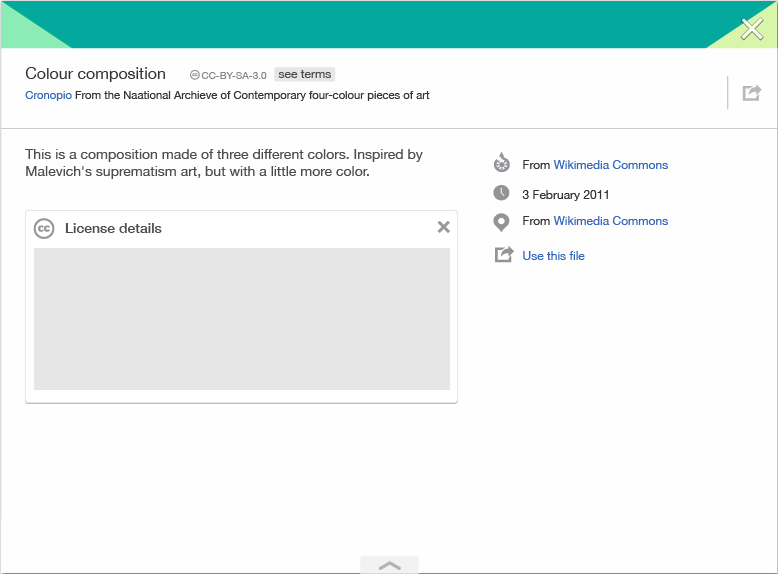 Colour composition
cc CC-BY-SA-3.0 see terms
Cronopio From the Naational Archieve of Contemporary four-colour pieces of art
This is a composition made of three different colors. Inspired by
Malevich's suprematism art, but with a little more color.
From Wikimedia Commons
3 February 2011
From Wikimedia Commons
Use this file
cc License details